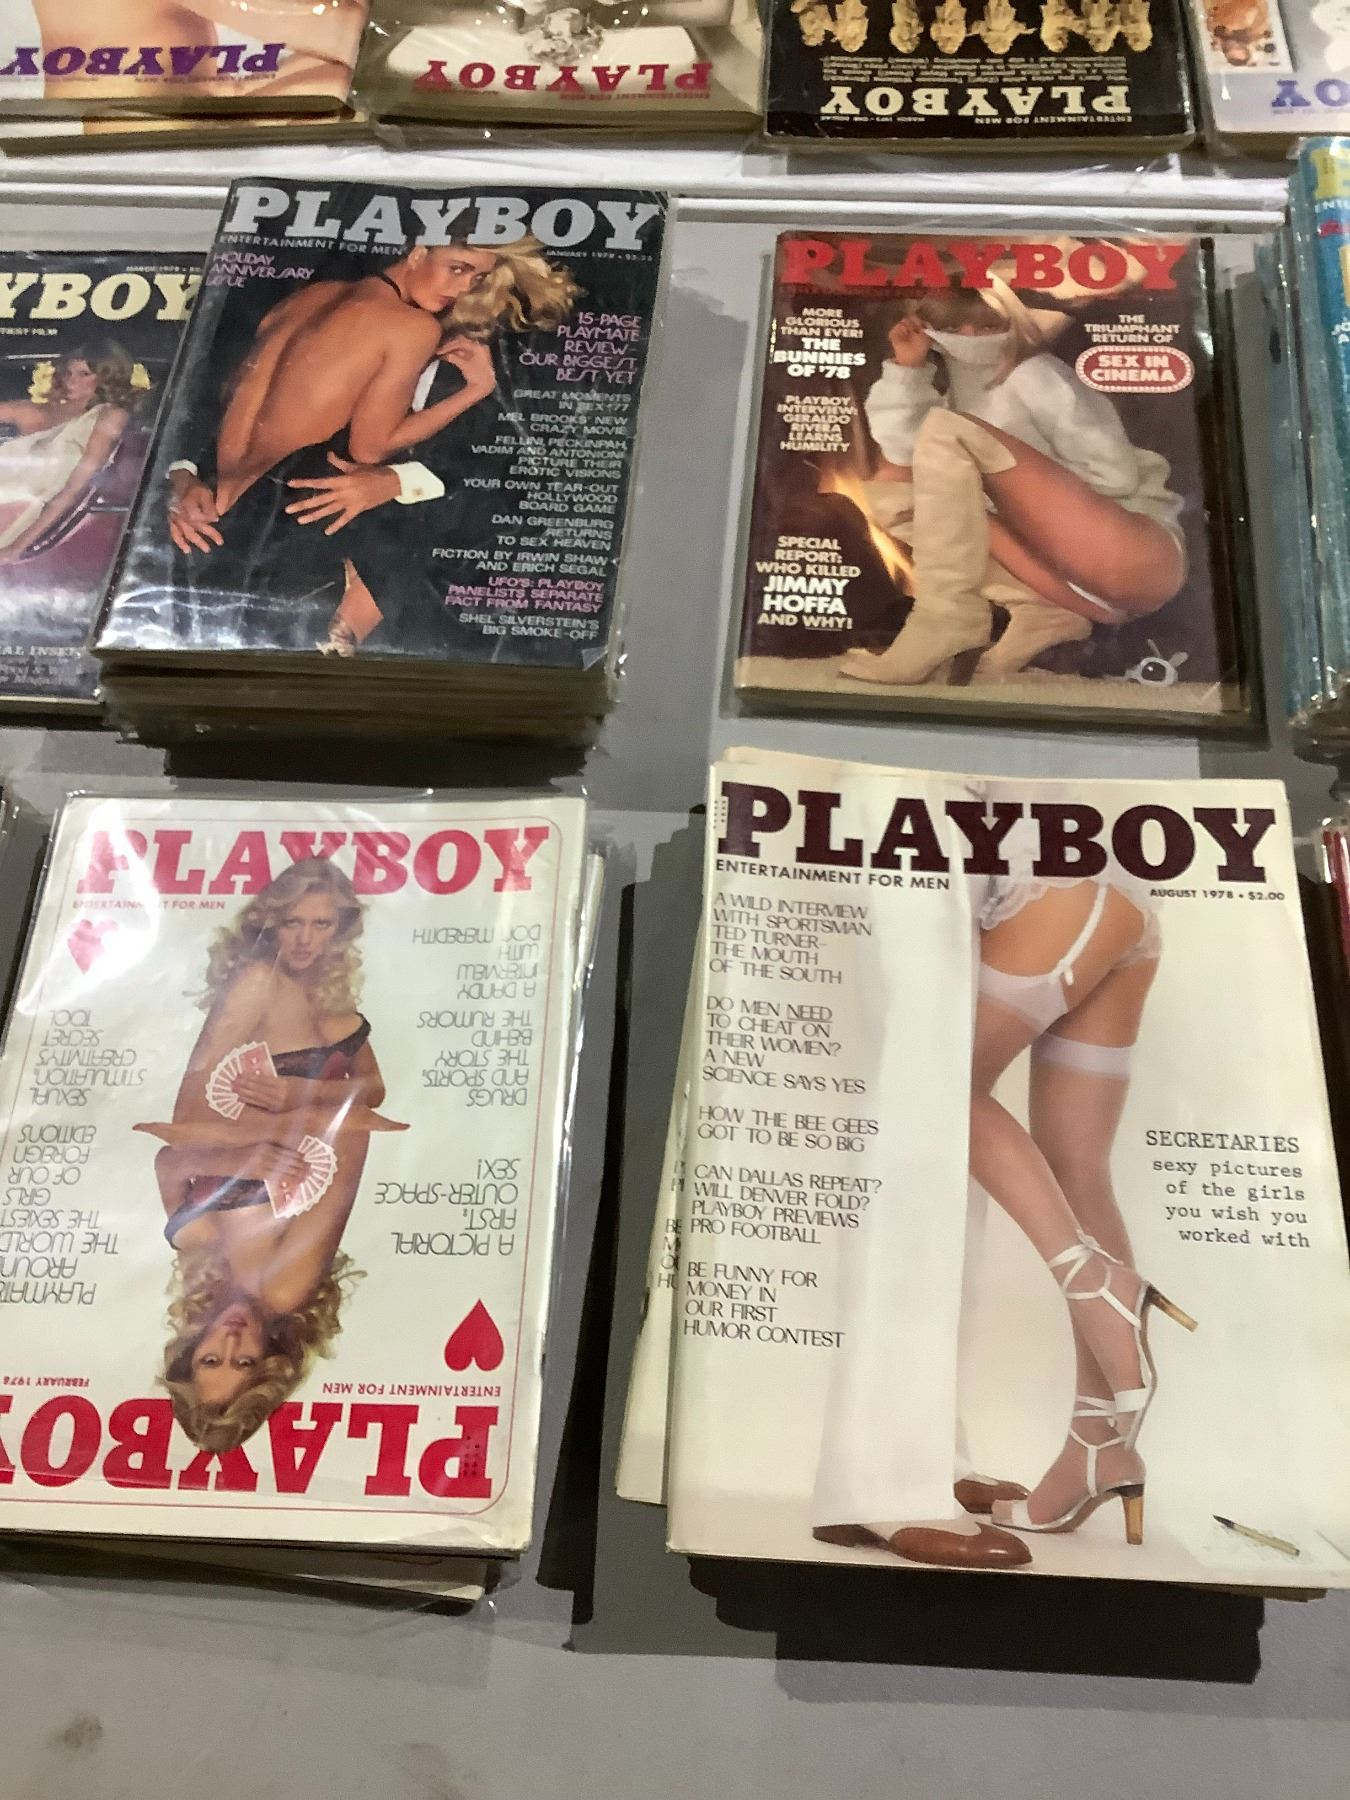 PLAYBOY
PLAYBOY
ENTERTAINMENT FOR MEN
PLAYBOY
MARCH 1973 • ONE DOLLAR
PLAYBOY
ENTERTAINMENT FOR MEN
MARCH 1978
PLAYBOY
ENTERTAINMENT FOR MEN
JANUARY 1978
HOLIDAY
ANNIVERSARY
ISSUE
15-PAGE
PLAYMATE
REVIEW—
OUR BIGGEST,
BEST YET
GREAT MOMENTS
IN SEX '77
MEL BROOKS' NEW
CRAZY MOVIE
FELLINI, PECKINPAH,
VADIM AND ANTONIONI
PICTURE THEIR
EROTIC VISIONS
YOUR OWN TEAR-OUT
HOLLYWOOD
BOARD GAME
DAN GREENBURG
RETURNS
TO SEX HEAVEN
FICTION BY IRWIN SHAW
AND ERICH SEGAL
UFO'S: PLAYBOY
PANELISTS SEPARATE
FACT FROM FANTASY
SHEL SILVERSTEIN'S
BIG SMOKE-OFF
PLAYBOY
MORE
GLORIOUS
THAN EVER!
THE
BUNNIES
OF '78
PLAYBOY
INTERVIEW:
GERALDO
RIVERA
LEARNS
HUMILITY
SPECIAL
REPORT:
WHO KILLED
JIMMY
HOFFA
AND WHY!
THE
TRIUMPHANT
RETURN OF
SEX IN
CINEMA
PLAYBOY
ENTERTAINMENT FOR MEN
A DANDY
INTERVIEW
WITH
DON MEREDITH
DRUGS
AND SPORTS,
THE STORY
BEHIND
THE RUMORS
A PICTORIAL
FIRST,
OUTER-SPACE
SEX!
SEXUAL
STIMULATION,
CREATIVITY'S
SECRET
TOOL
AROUND
THE WORLD
THE SEXIEST
GIRLS
OF OUR
FOREIGN
EDITIONS
PLAYBOY
ENTERTAINMENT FOR MEN
FEBRUARY 1978
PLAYBOY
ENTERTAINMENT FOR MEN
AUGUST 1978 • $2.00
A WILD INTERVIEW
WITH SPORTSMAN
TED TURNER—
THE MOUTH
OF THE SOUTH
DO MEN NEED
TO CHEAT ON
THEIR WOMEN?
A NEW
SCIENCE SAYS YES
HOW THE BEE GEES
GOT TO BE SO BIG
CAN DALLAS REPEAT?
WILL DENVER FOLD?
PLAYBOY PREVIEWS
PRO FOOTBALL
BE FUNNY FOR
MONEY IN
OUR FIRST
HUMOR CONTEST
SECRETARIES
sexy pictures
of the girls
you wish you
worked with